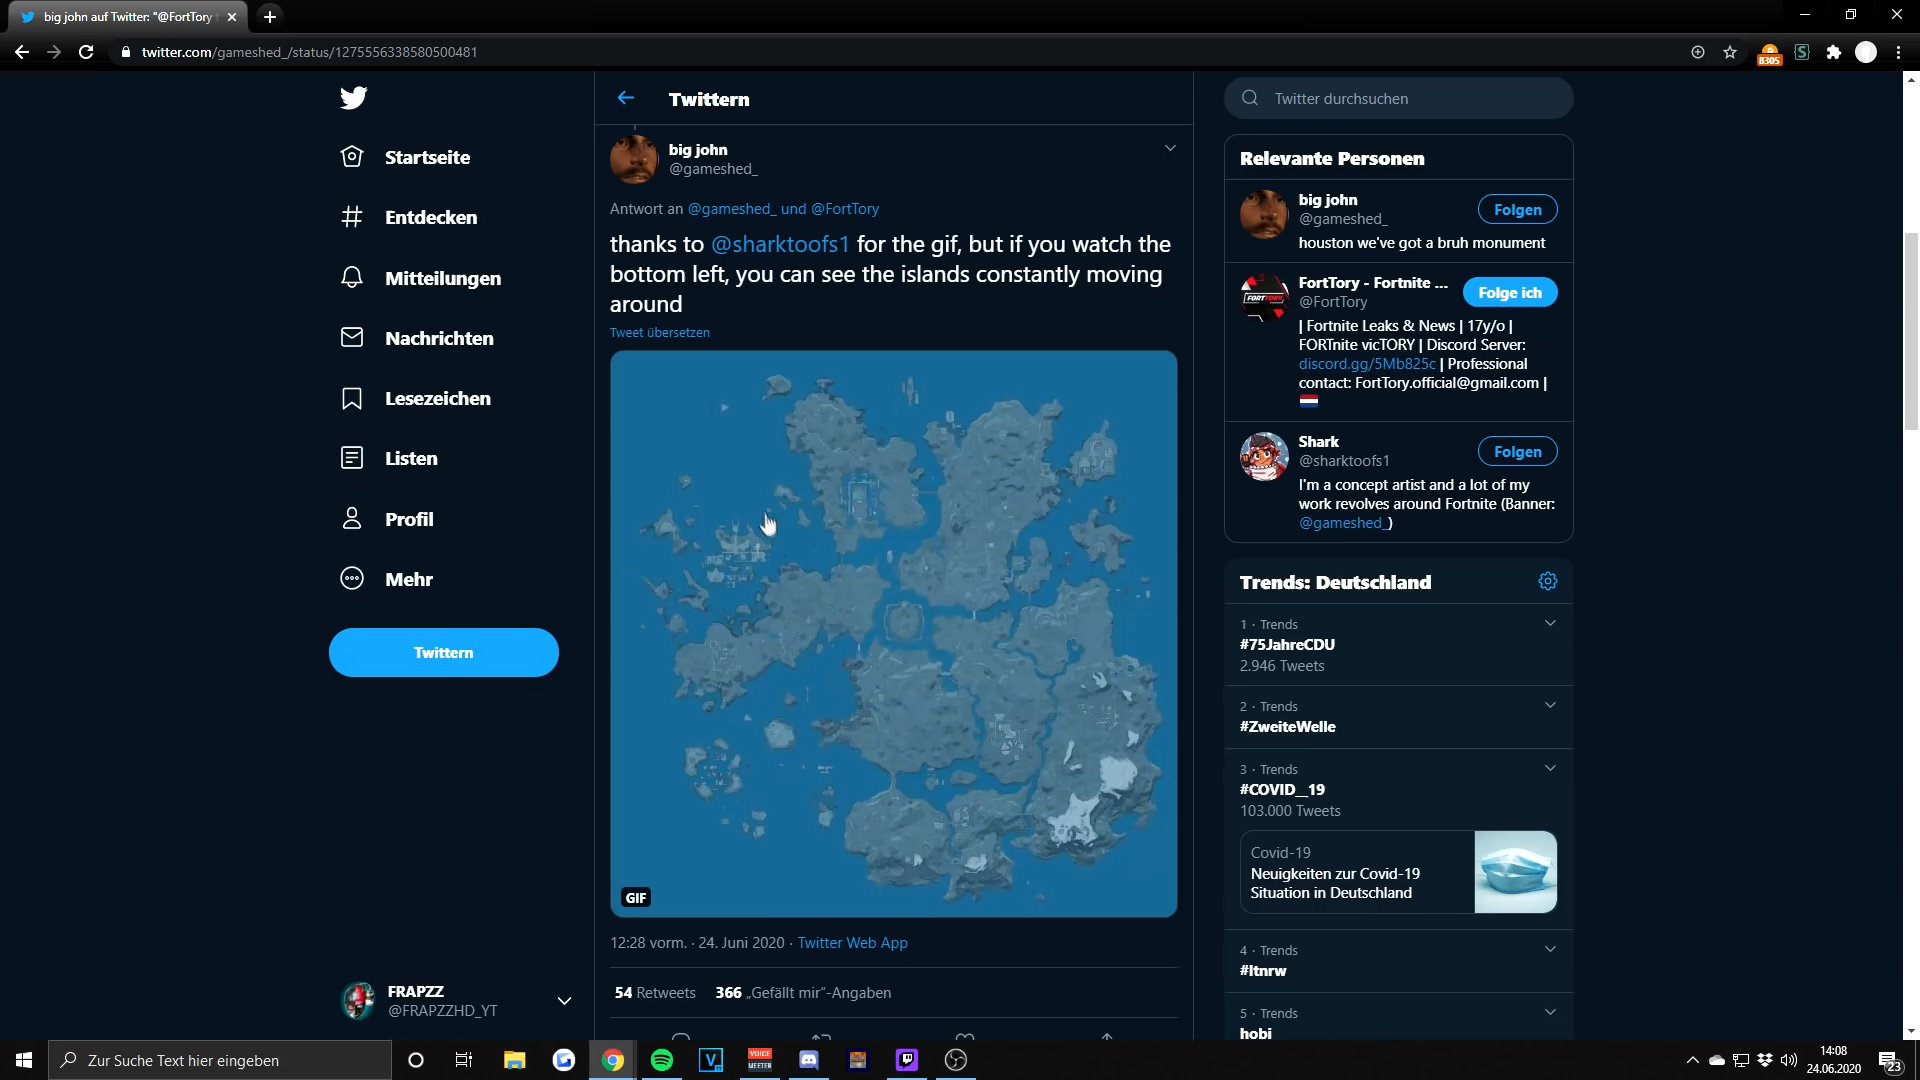 big john auf Twitter: "@FortTory
twitter.com/gameshed_/status/1275556338580500481
8305
Startseite
Entdecken
Mitteilungen
Nachrichten
Lesezeichen
Listen
Profil
Mehr
Twittern
FRAPZZ
@FRAPZZHD_YT
Twittern
big john
@gameshed_
Antwort an @gameshed_ und @FortTory
thanks to @sharktoofs1 for the gif, but if you watch the
bottom left, you can see the islands constantly moving
around
Tweet übersetzen
GIF
12:28 vorm. · 24. Juni 2020 · Twitter Web App
54 Retweets 366 „Gefällt mir“-Angaben
Twitter durchsuchen
Relevante Personen
big john
@gameshed_
Folgen
houston we've got a bruh monument
FortTory - Fortnite ...
@FortTory
Folge ich
| Fortnite Leaks & News | 17y/o |
FORTnite vicTORY | Discord Server:
discord.gg/5Mb825c | Professional
contact: FortTory.official@gmail.com |
Shark
@sharktoofs1
Folgen
I'm a concept artist and a lot of my
work revolves around Fortnite (Banner:
@gameshed_)
Trends: Deutschland
1 · Trends
#75JahreCDU
2.946 Tweets
2 · Trends
#ZweiteWelle
3 · Trends
#COVID__19
103.000 Tweets
Covid-19
Neuigkeiten zur Covid-19
Situation in Deutschland
4 · Trends
#ltnrw
5 · Trends
hobi
Zur Suche Text hier eingeben
VOICE
MEETER
14:08
24.06.2020
23